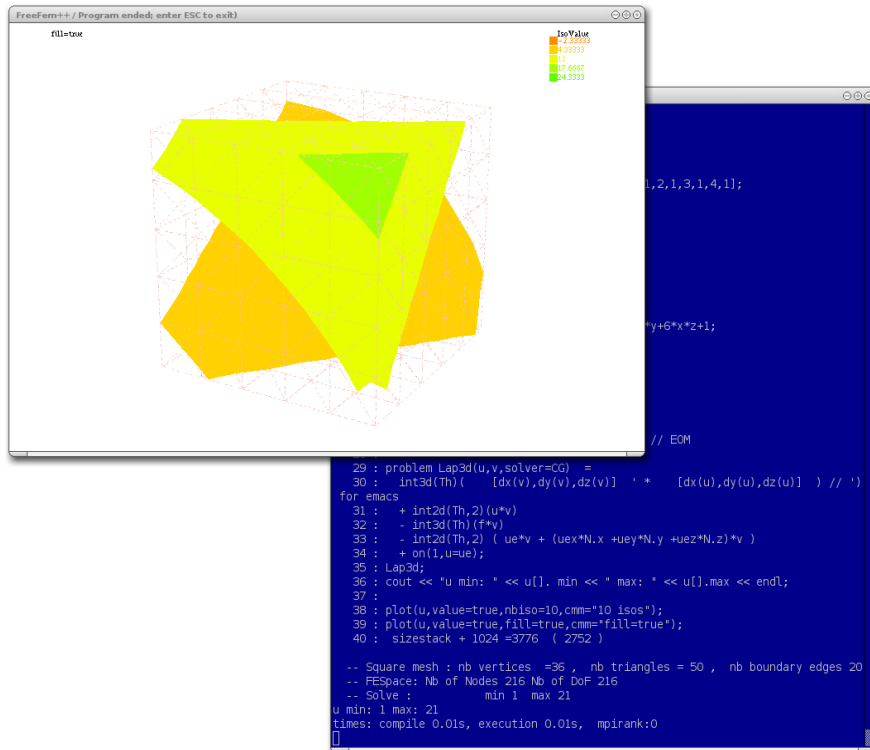 FreeFem++ / Program ended; enter ESC to exit)
fill=true
IsoValue
-2.33333
4.33333
11
17.6667
24.3333
1,2,1,3,1,4,1];
*y+6*x*z+1;
// EOM
29 : problem Lap3d(u,v,solver=CG)  =
30 :   int3d(Th)(    [dx(v),dy(v),dz(v)]  ' *    [dx(u),dy(u),dz(u)]  ) // ')
for emacs
31 :   + int2d(Th,2)(u*v)
32 :   - int3d(Th)(f*v)
33 :   - int2d(Th,2) ( ue*v + (uex*N.x +uey*N.y +uez*N.z)*v )
34 :   + on(1,u=ue);
35 : Lap3d;
36 : cout << "u min: " << u[]. min << " max: " << u[].max << endl;
37 :
38 : plot(u,value=true,nbiso=10,cmm="10 isos");
39 : plot(u,value=true,fill=true,cmm="fill=true");
40 :  sizestack + 1024 =3776  ( 2752 )
-- Square mesh : nb vertices  =36 ,  nb triangles = 50 ,  nb boundary edges 20
-- FESpace: Nb of Nodes 216 Nb of DoF 216
-- Solve :           min 1  max 21
u min: 1 max: 21
times: compile 0.01s, execution 0.01s,  mpirank:0